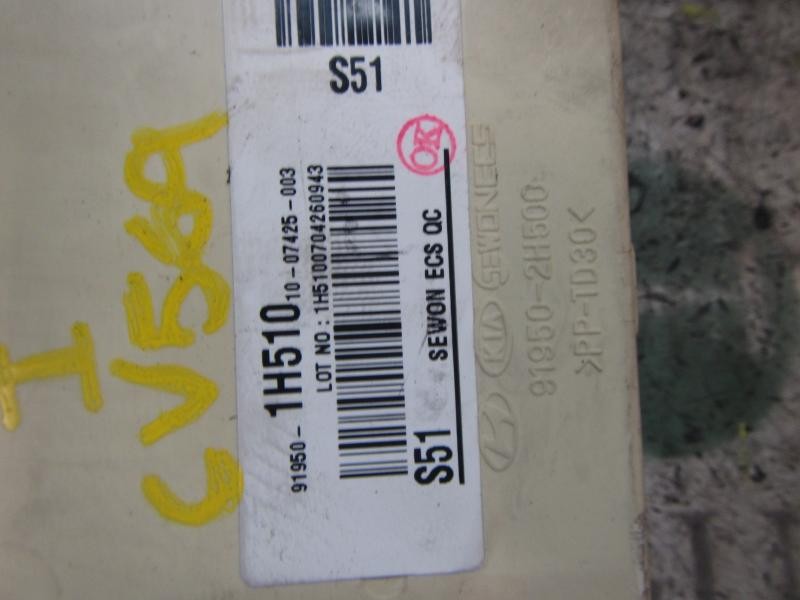 S51
OK
91950-1H510 10-07425-003
LOT NO : 1H5100704260943
S51 SEWON ECS QC
KIA SEWONECS
91950-2H500
>PP-TD30<
I
CV569